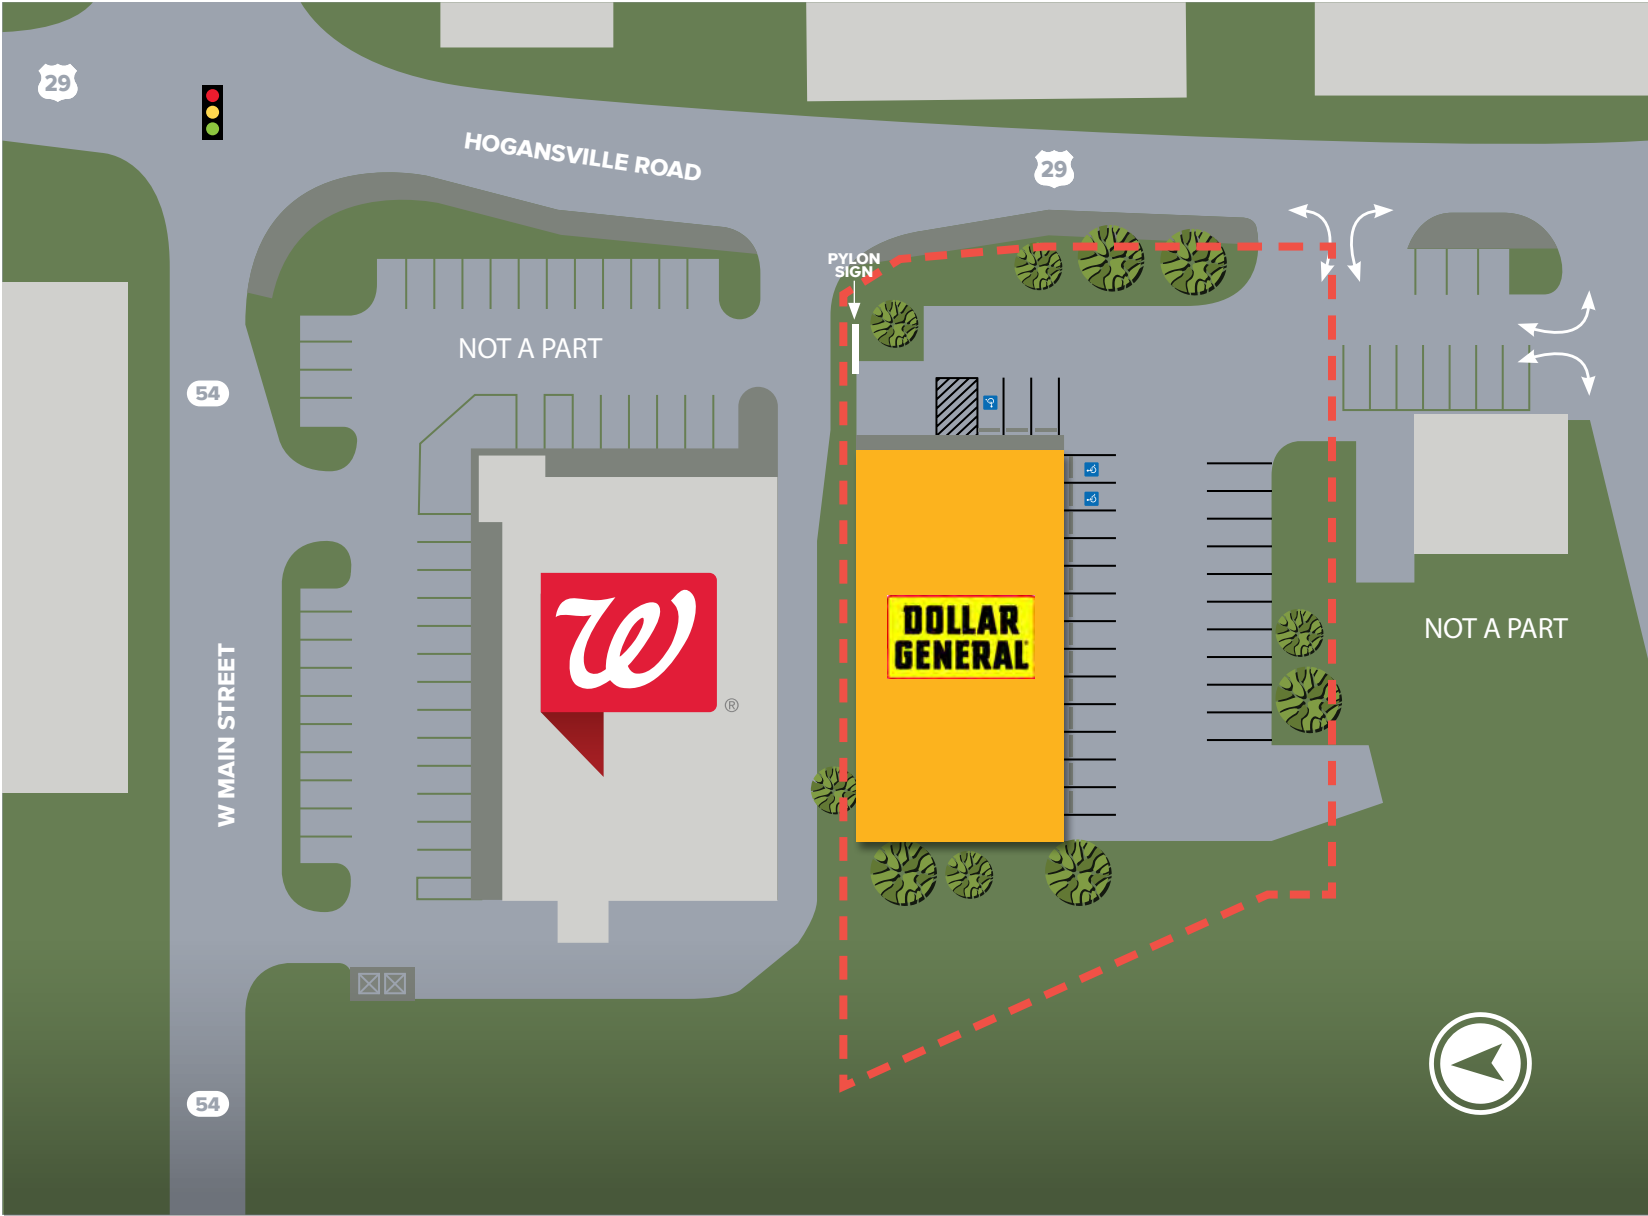 29
HOGANSVILLE ROAD
29
PYLON
SIGN
NOT A PART
54
DOLLAR
GENERAL
W
®
NOT A PART
W MAIN STREET
54